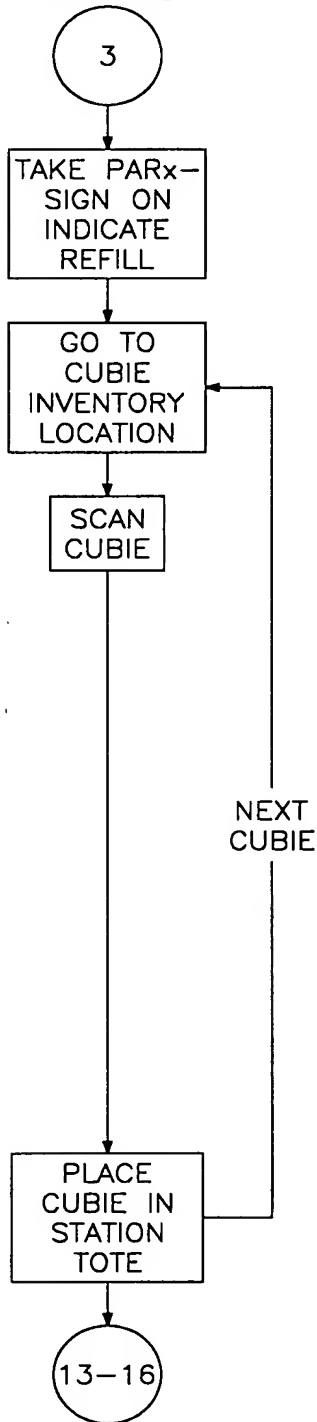 3
TAKE PARx-
SIGN ON
INDICATE
REFILL
GO TO
CUBIE
INVENTORY
LOCATION
SCAN
CUBIE
NEXT
CUBIE
PLACE
CUBIE IN
STATION
TOTE
13-16